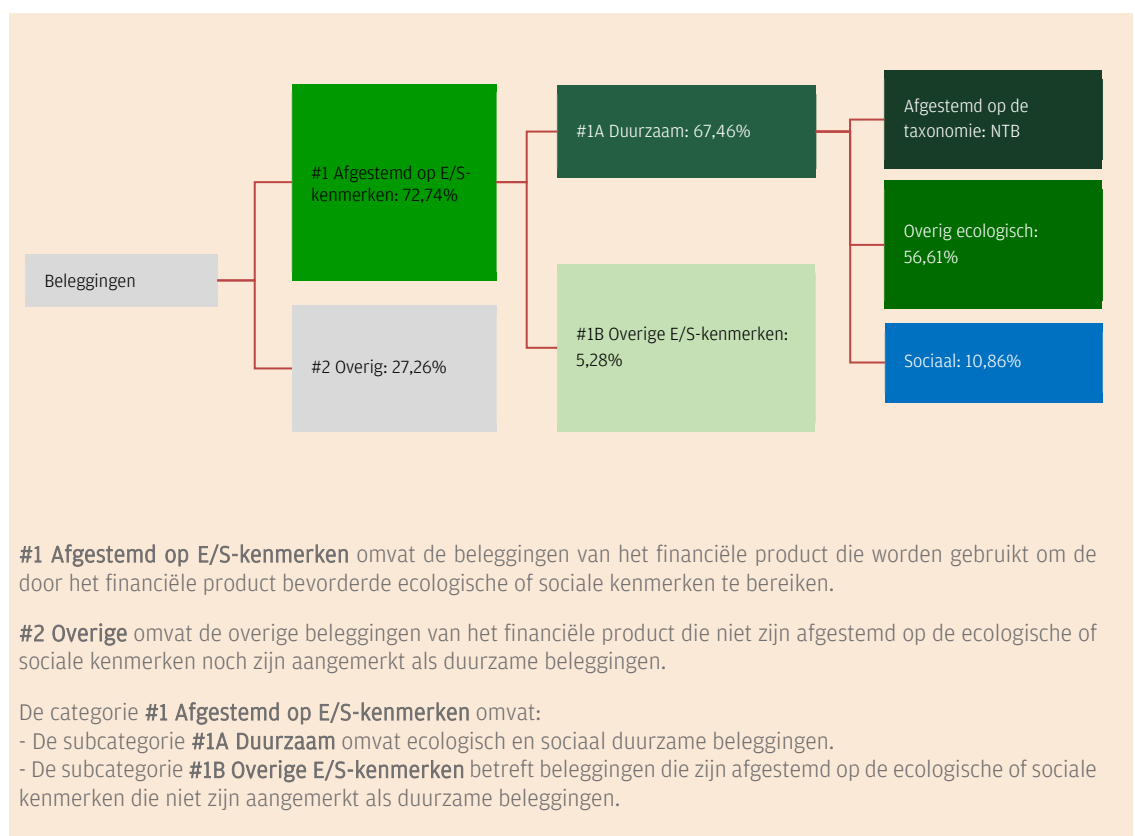 Beleggingen
#1 Afgestemd op E/S-
kenmerken: 72,74%
#2 Overig: 27,26%
#1A Duurzaam: 67,46%
#1B Overige E/S-kenmerken:
5,28%
Afgestemd op de
taxonomie: NTB
Overig ecologisch:
56,61%
Sociaal: 10,86%
#1 Afgestemd op E/S-kenmerken omvat de beleggingen van het financiële product die worden gebruikt om de
door het financiële product bevorderde ecologische of sociale kenmerken te bereiken.
#2 Overige omvat de overige beleggingen van het financiële product die niet zijn afgestemd op de ecologische of
sociale kenmerken noch zijn aangemerkt als duurzame beleggingen.
De categorie #1 Afgestemd op E/S-kenmerken omvat:
- De subcategorie #1A Duurzaam omvat ecologisch en sociaal duurzame beleggingen.
- De subcategorie #1B Overige E/S-kenmerken betreft beleggingen die zijn afgestemd op de ecologische of sociale
kenmerken die niet zijn aangemerkt als duurzame beleggingen.